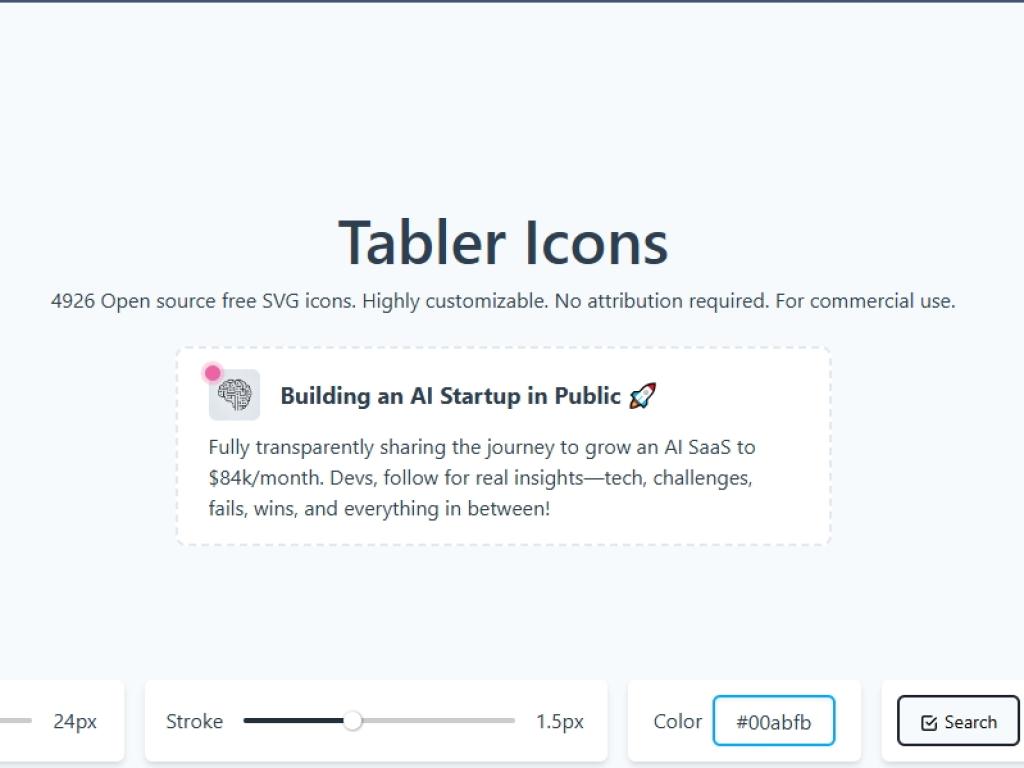 Tabler Icons
4926 Open source free SVG icons. Highly customizable. No attribution required. For commercial use.
Building an AI Startup in Public 🚀
Fully transparently sharing the journey to grow an AI SaaS to
$84k/month. Devs, follow for real insights—tech, challenges,
fails, wins, and everything in between!
24px Stroke 1.5px Color #00abfb Search